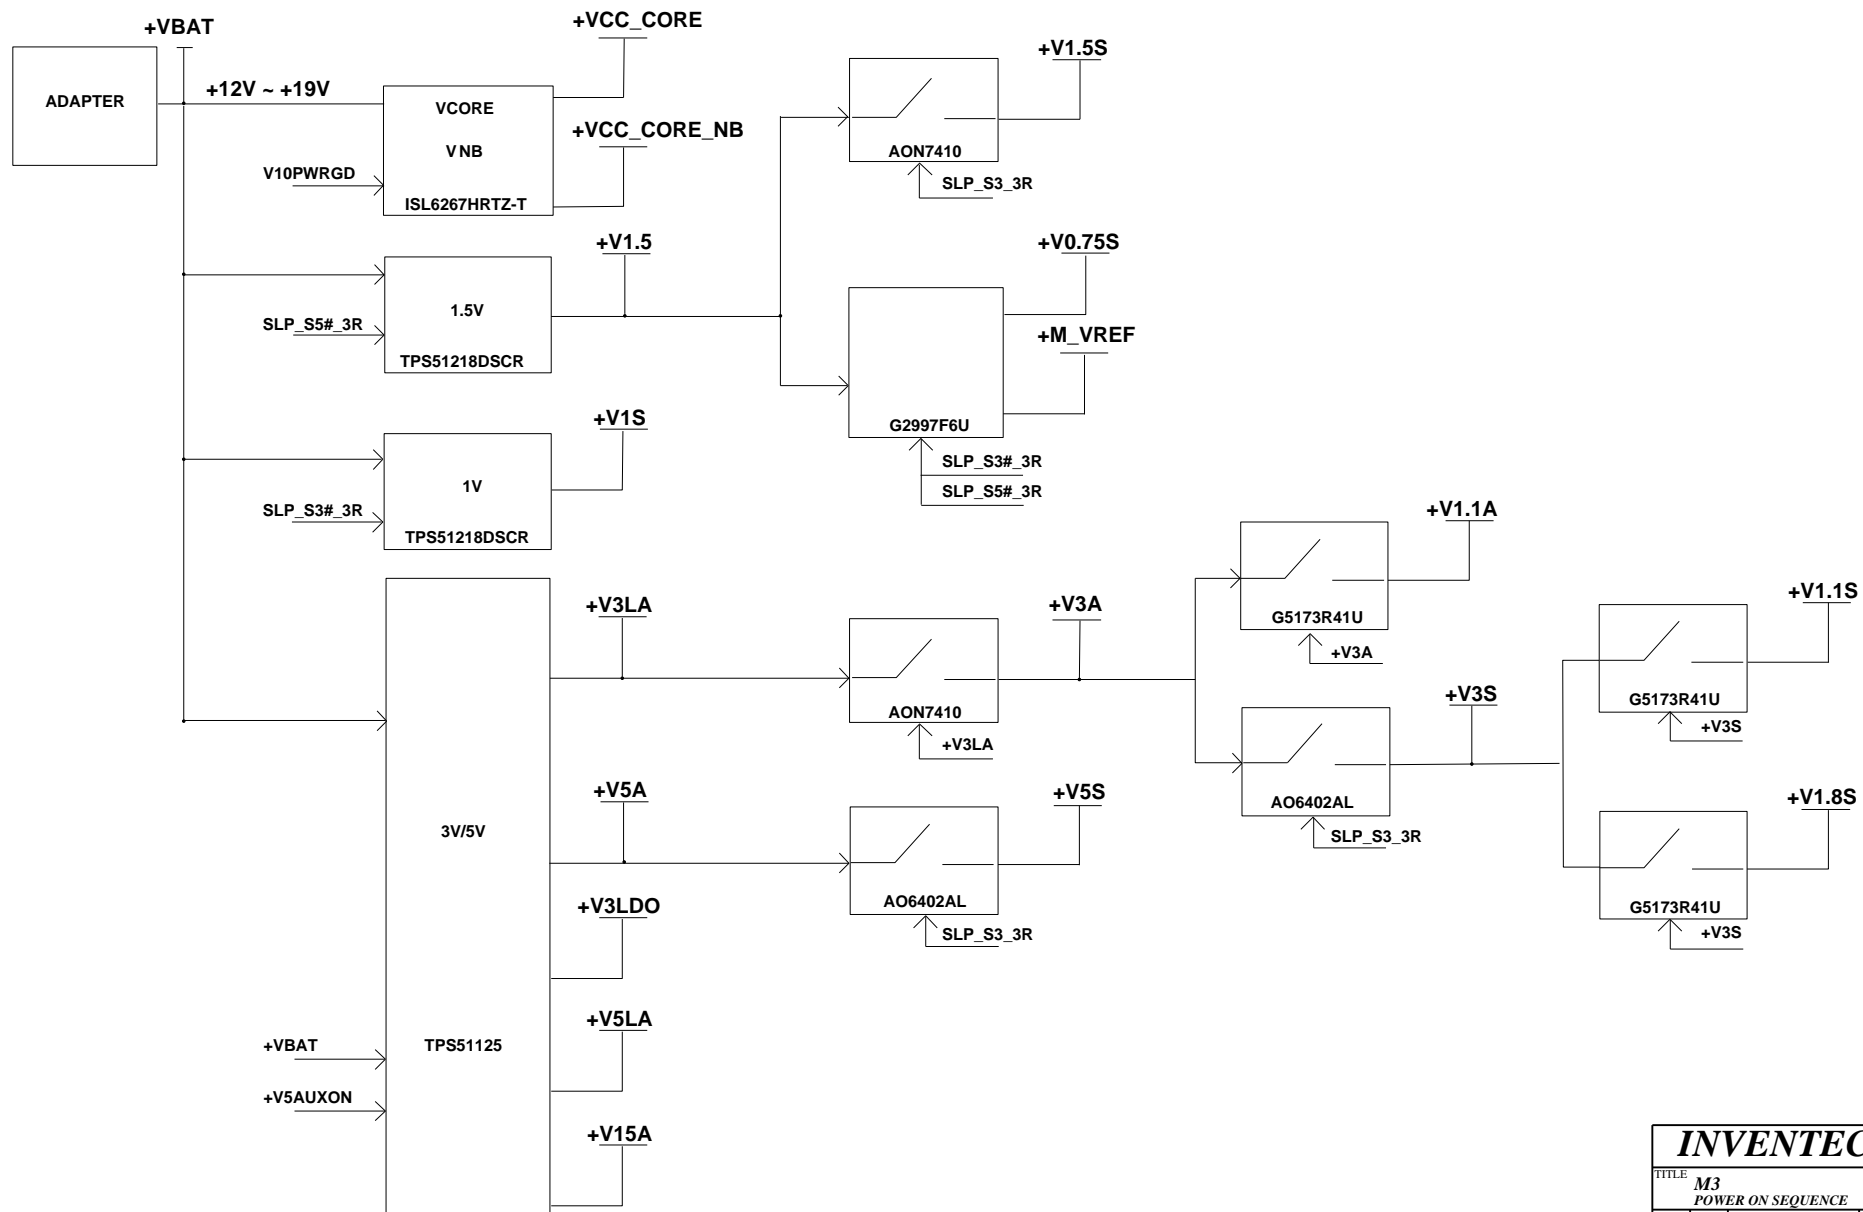 +VBAT
ADAPTER
+12V ~ +19V
VCORE
VNB
V10PWRGD
ISL6267HRTZ-T
+VCC_CORE
+VCC_CORE_NB
+V1.5
1.5V
SLP_S5#_3R
TPS51218DSCR
+V1S
1V
SLP_S3#_3R
TPS51218DSCR
+V1.5S
AON7410
SLP_S3_3R
+V0.75S
+M_VREF
G2997F6U
SLP_S3#_3R
SLP_S5#_3R
3V/5V
TPS51125
+VBAT
+V5AUXON
+V3LA
+V5A
+V3LDO
+V5LA
+V15A
+V3A
AON7410
+V3LA
+V5S
AO6402AL
SLP_S3_3R
+V1.1A
G5173R41U
+V3A
+V3S
AO6402AL
SLP_S3_3R
+V1.1S
G5173R41U
+V3S
+V1.8S
G5173R41U
+V3S
INVENTEC
TITLE
M3
POWER ON SEQUENCE